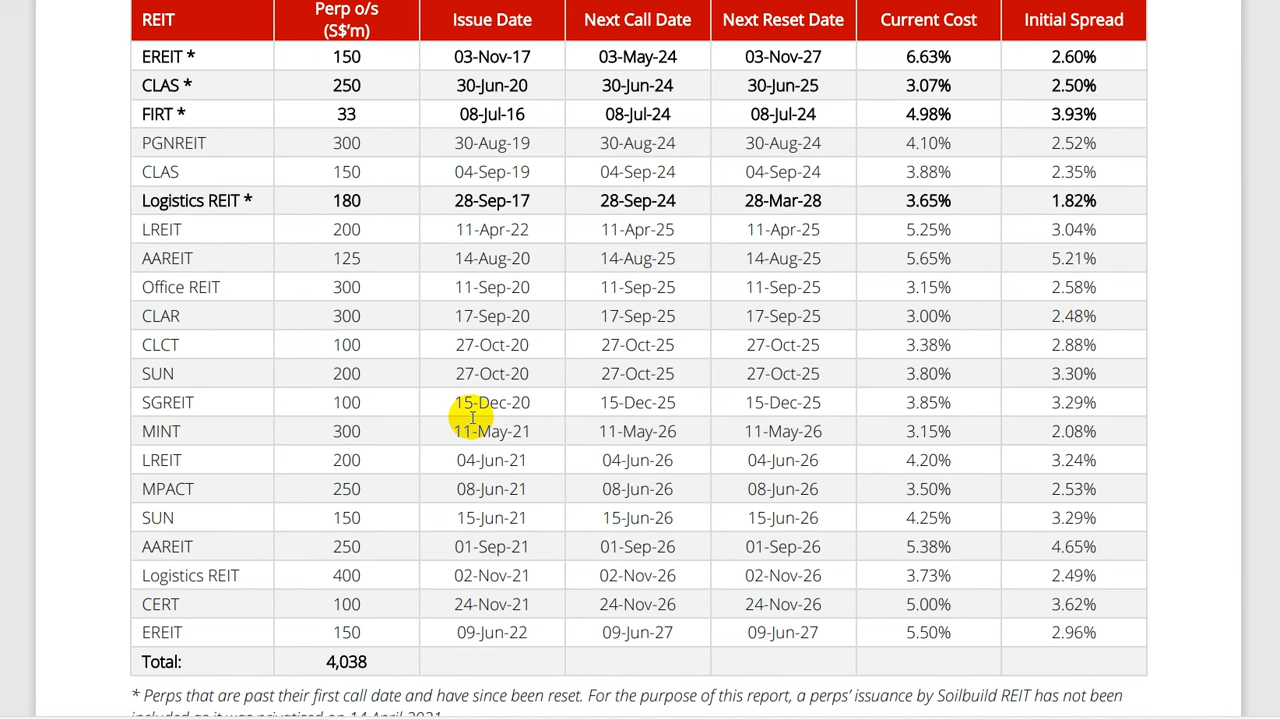 REIT Perp o/s (S$'m) Issue Date Next Call Date Next Reset Date Current Cost Initial Spread
EREIT * 150 03-Nov-17 03-May-24 03-Nov-27 6.63% 2.60%
CLAS * 250 30-Jun-20 30-Jun-24 30-Jun-25 3.07% 2.50%
FIRT * 33 08-Jul-16 08-Jul-24 08-Jul-24 4.98% 3.93%
PGNREIT 300 30-Aug-19 30-Aug-24 30-Aug-24 4.10% 2.52%
CLAS 150 04-Sep-19 04-Sep-24 04-Sep-24 3.88% 2.35%
Logistics REIT * 180 28-Sep-17 28-Sep-24 28-Mar-28 3.65% 1.82%
LREIT 200 11-Apr-22 11-Apr-25 11-Apr-25 5.25% 3.04%
AAREIT 125 14-Aug-20 14-Aug-25 14-Aug-25 5.65% 5.21%
Office REIT 300 11-Sep-20 11-Sep-25 11-Sep-25 3.15% 2.58%
CLAR 300 17-Sep-20 17-Sep-25 17-Sep-25 3.00% 2.48%
CLCT 100 27-Oct-20 27-Oct-25 27-Oct-25 3.38% 2.88%
SUN 200 27-Oct-20 27-Oct-25 27-Oct-25 3.80% 3.30%
SGREIT 100 15-Dec-20 15-Dec-25 15-Dec-25 3.85% 3.29%
MINT 300 11-May-21 11-May-26 11-May-26 3.15% 2.08%
LREIT 200 04-Jun-21 04-Jun-26 04-Jun-26 4.20% 3.24%
MPACT 250 08-Jun-21 08-Jun-26 08-Jun-26 3.50% 2.53%
SUN 150 15-Jun-21 15-Jun-26 15-Jun-26 4.25% 3.29%
AAREIT 250 01-Sep-21 01-Sep-26 01-Sep-26 5.38% 4.65%
Logistics REIT 400 02-Nov-21 02-Nov-26 02-Nov-26 3.73% 2.49%
CERT 100 24-Nov-21 24-Nov-26 24-Nov-26 5.00% 3.62%
EREIT 150 09-Jun-22 09-Jun-27 09-Jun-27 5.50% 2.96%
Total: 4,038
* Perps that are past their first call date and have since been reset. For the purpose of this report, a perps' issuance by Soilbuild REIT has not been
included as it was privatised on 14 April 2021